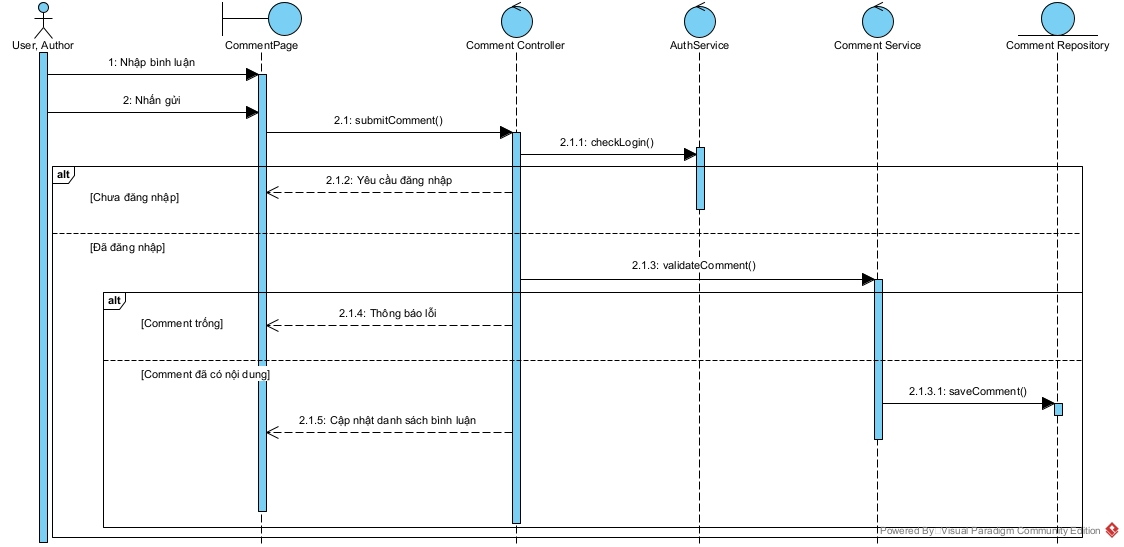 User, Author
CommentPage
Comment Controller
AuthService
Comment Service
Comment Repository
1: Nhập bình luận
2: Nhấn gửi
2.1: submitComment()
2.1.1: checkLogin()
alt
2.1.2: Yêu cầu đăng nhập
[Chưa đăng nhập]
[Đã đăng nhập]
2.1.3: validateComment()
alt
2.1.4: Thông báo lỗi
[Comment trống]
[Comment đã có nội dung]
2.1.3.1: saveComment()
2.1.5: Cập nhật danh sách bình luận
Powered By: Visual Paradigm Community Edition